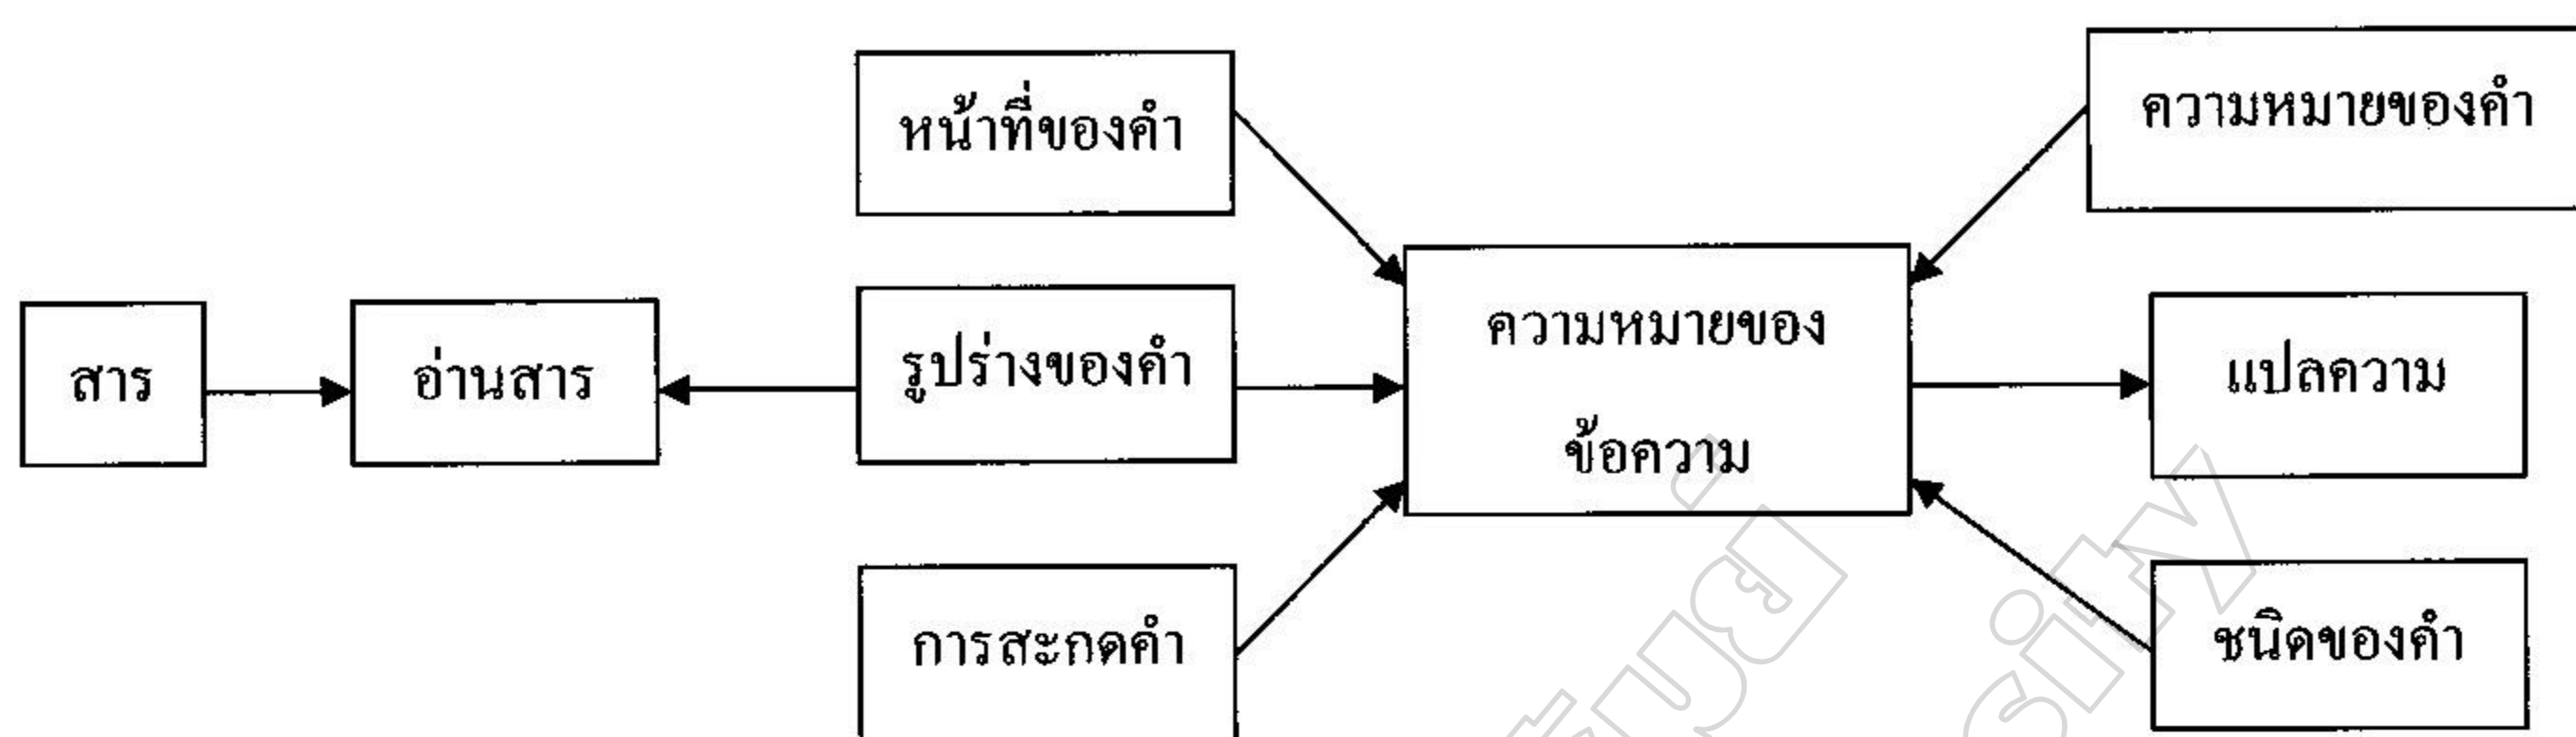 หน้าที่ของคำ
ความหมายของคำ
สาร
อ่านสาร
รูปร่างของคำ
ความหมายของ
ข้อความ
แปลความ
การสะกดคำ
ชนิดของคำ